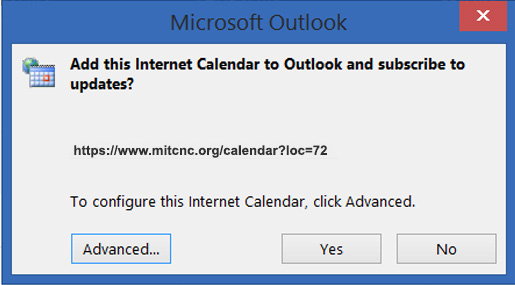 Microsoft Outlook
Add this Internet Calendar to Outlook and subscribe to
updates?
https://www.mitcnc.org/calendar?loc=72
To configure this Internet Calendar, click Advanced.
Advanced... Yes No